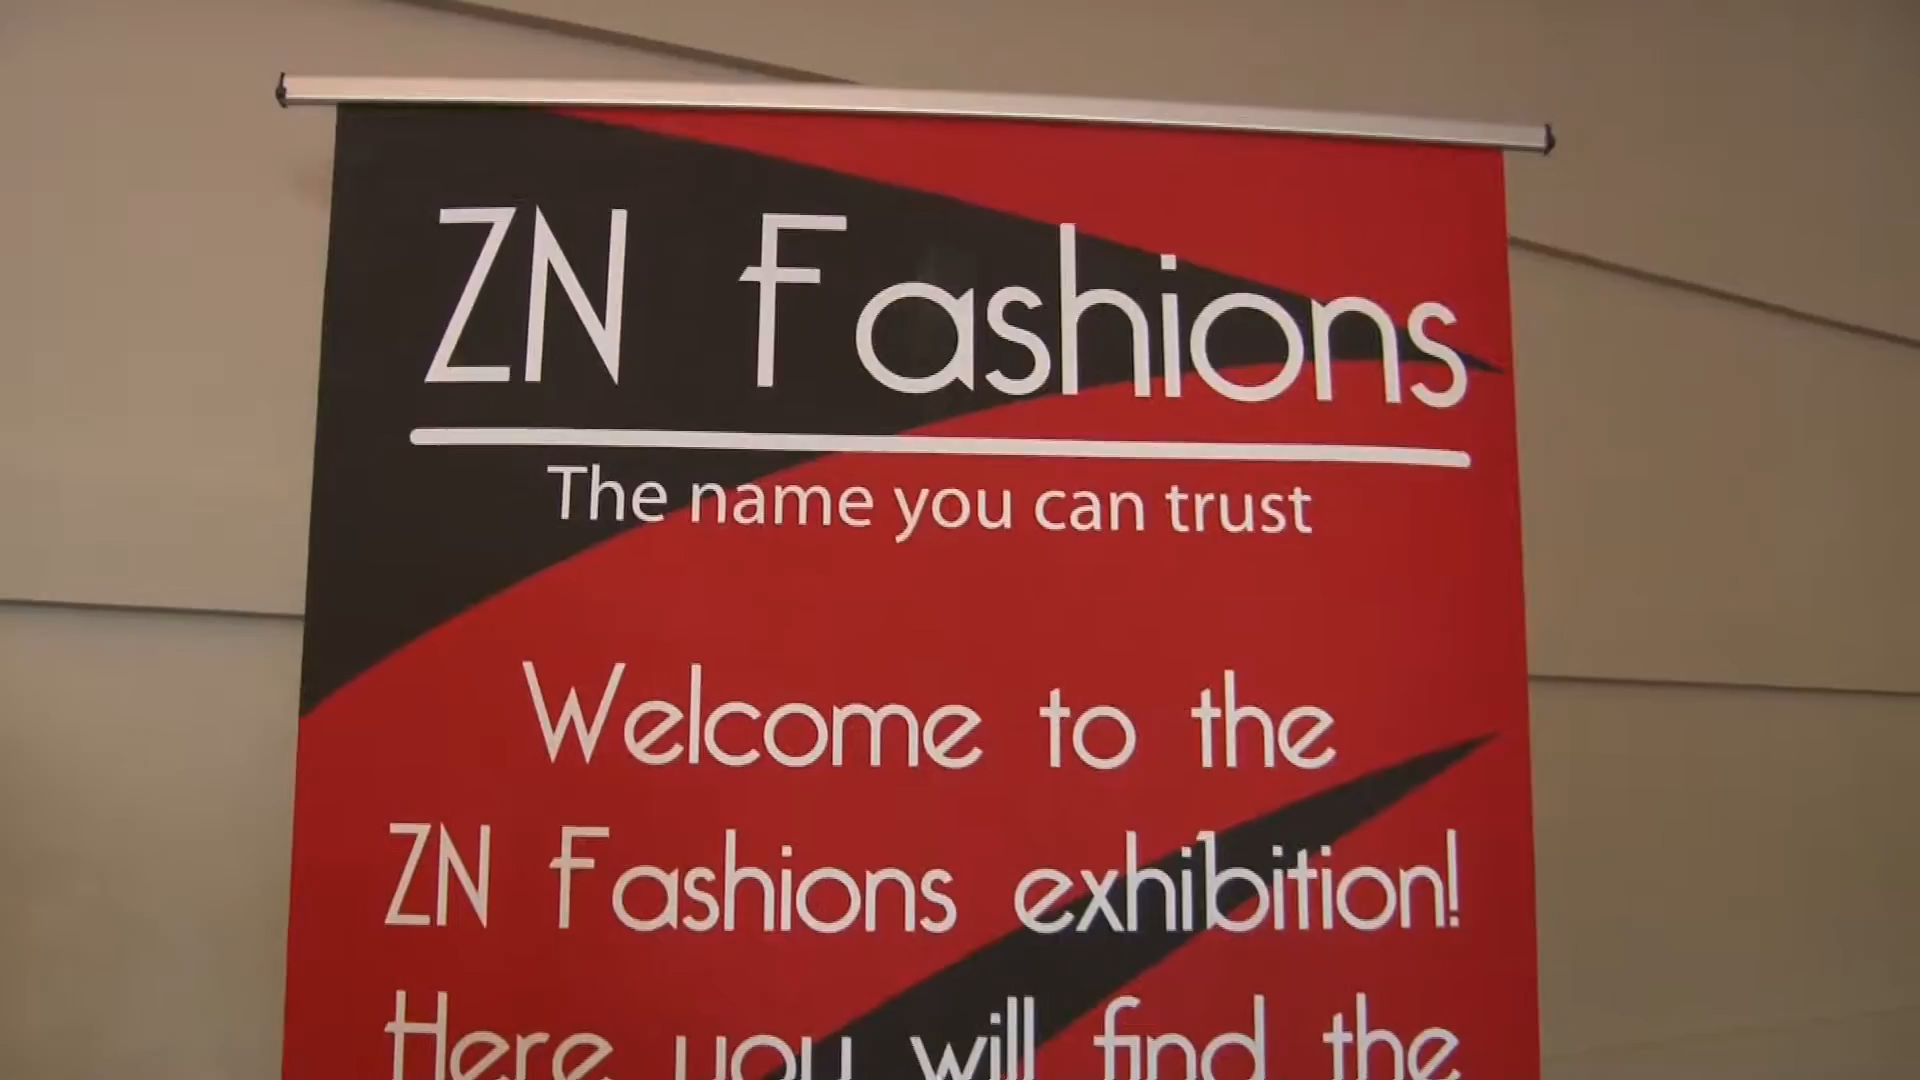 ZN Fashions
The name you can trust
Welcome to the
ZN Fashions exhibition!
Here you will find the